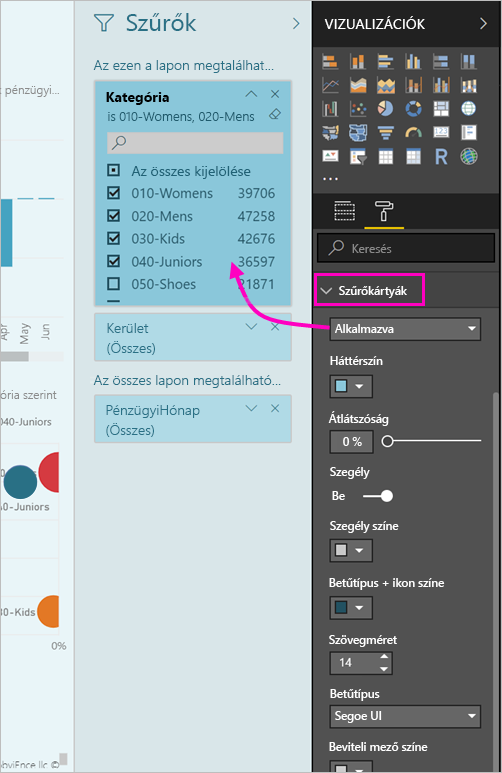 pénzügyi...
Apr
May
Jun
ória szerint
040-Juniors
40-Juniors
30-Kids
0%
obviEnce llc ©
Szűrők
Az ezen a lapon megtalálhat...
Kategória
is 010-Womens, 020-Mens
Az összes kijelölése
010-Womens 39706
020-Mens 47258
030-Kids 42676
040-Juniors 36597
050-Shoes 21871
Kerület
(Összes)
Az összes lapon megtalálható...
PénzügyiHónap
(Összes)
VIZUALIZÁCIÓK
R
Keresés
Szűrőkártyák
Alkalmazva
Háttérszín
Átlátszóság
0 %
Szegély
Be
Szegély színe
Betűtípus + ikon színe
Szövegméret
14
Betűtípus
Segoe UI
Beviteli mező színe